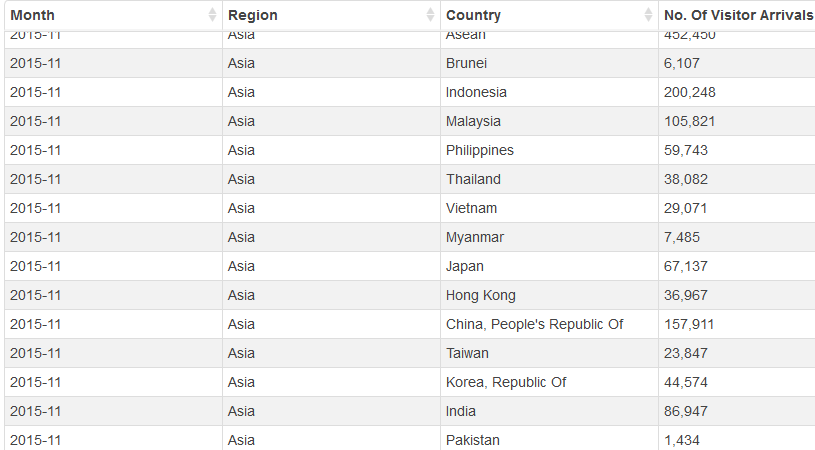 Month Region Country No. Of Visitor Arrivals
2015-11 Asia Asean 452,450
2015-11 Asia Brunei 6,107
2015-11 Asia Indonesia 200,248
2015-11 Asia Malaysia 105,821
2015-11 Asia Philippines 59,743
2015-11 Asia Thailand 38,082
2015-11 Asia Vietnam 29,071
2015-11 Asia Myanmar 7,485
2015-11 Asia Japan 67,137
2015-11 Asia Hong Kong 36,967
2015-11 Asia China, People's Republic Of 157,911
2015-11 Asia Taiwan 23,847
2015-11 Asia Korea, Republic Of 44,574
2015-11 Asia India 86,947
2015-11 Asia Pakistan 1,434